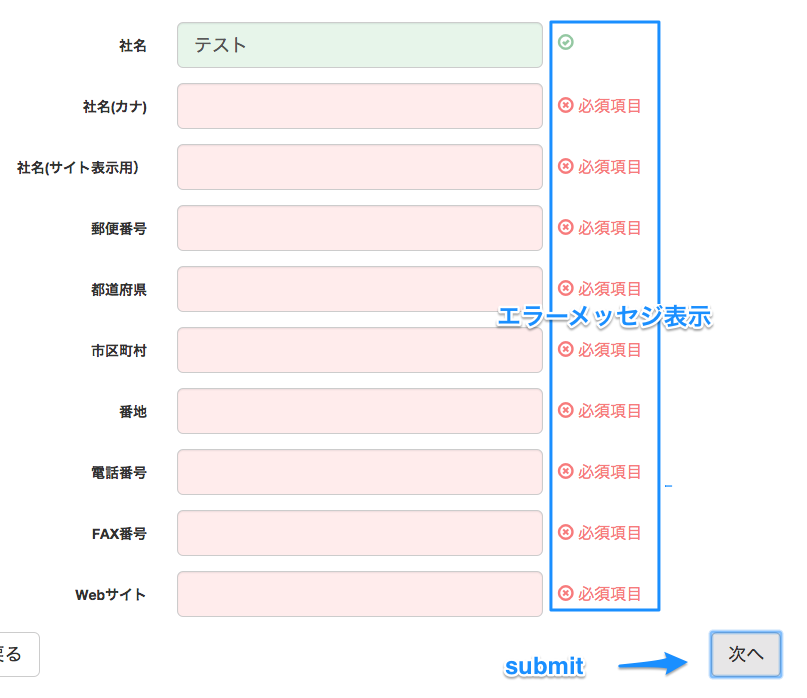 社名 テスト
社名(カナ) 必須項目
社名(サイト表示用) 必須項目
郵便番号 必須項目
都道府県 必須項目
エラーメッセジ表示
市区町村 必須項目
番地 必須項目
電話番号 必須項目
FAX番号 必須項目
Webサイト 必須項目
戻る submit 次へ